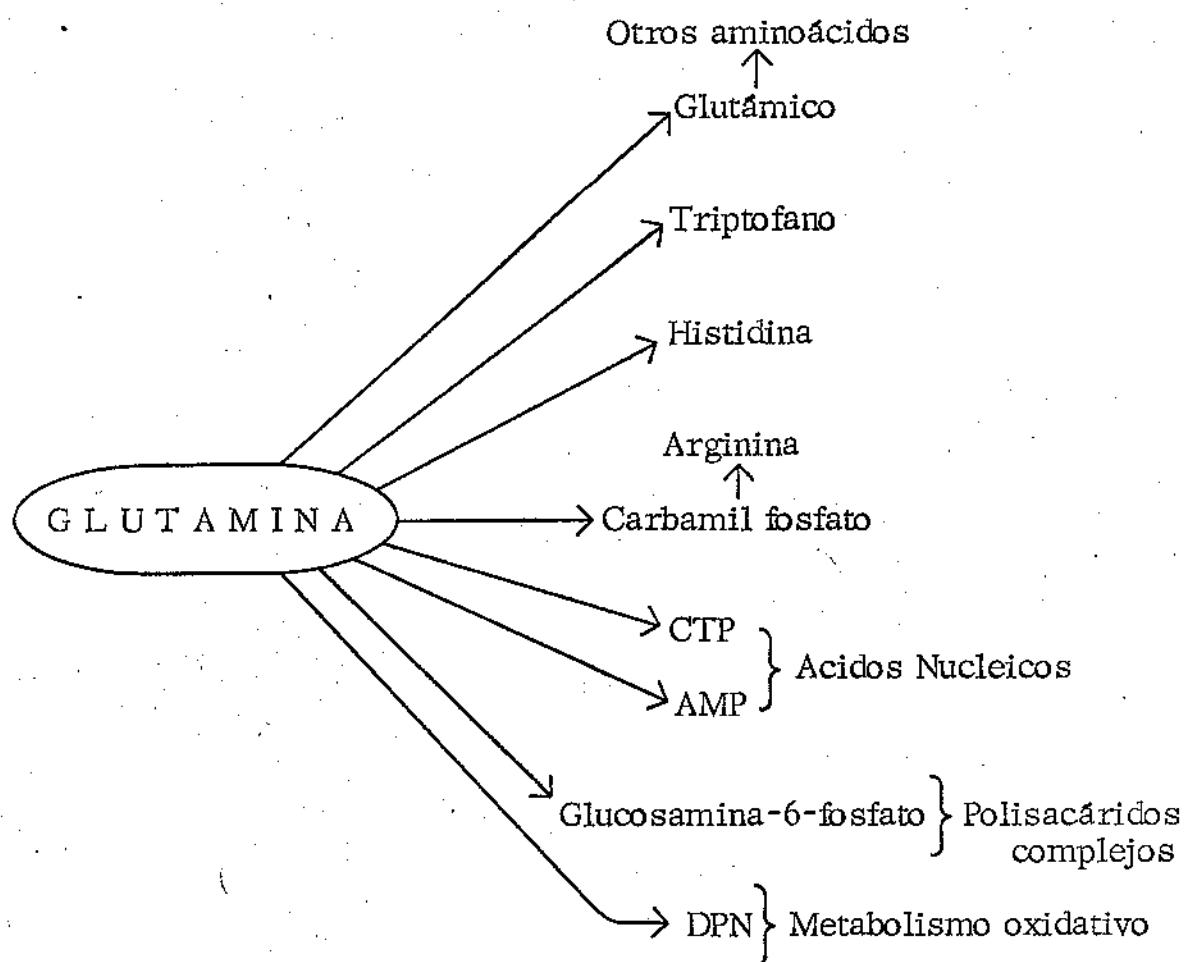 Otros aminoácidos
Glutámico
Triptofano
Histidina
Arginina
GLUTAMINA
Carbamil fosfato
CTP
Acidos Nucleicos
AMP
Glucosamina-6-fosfato
Polisacáridos
complejos
DPN
Metabolismo oxidativo